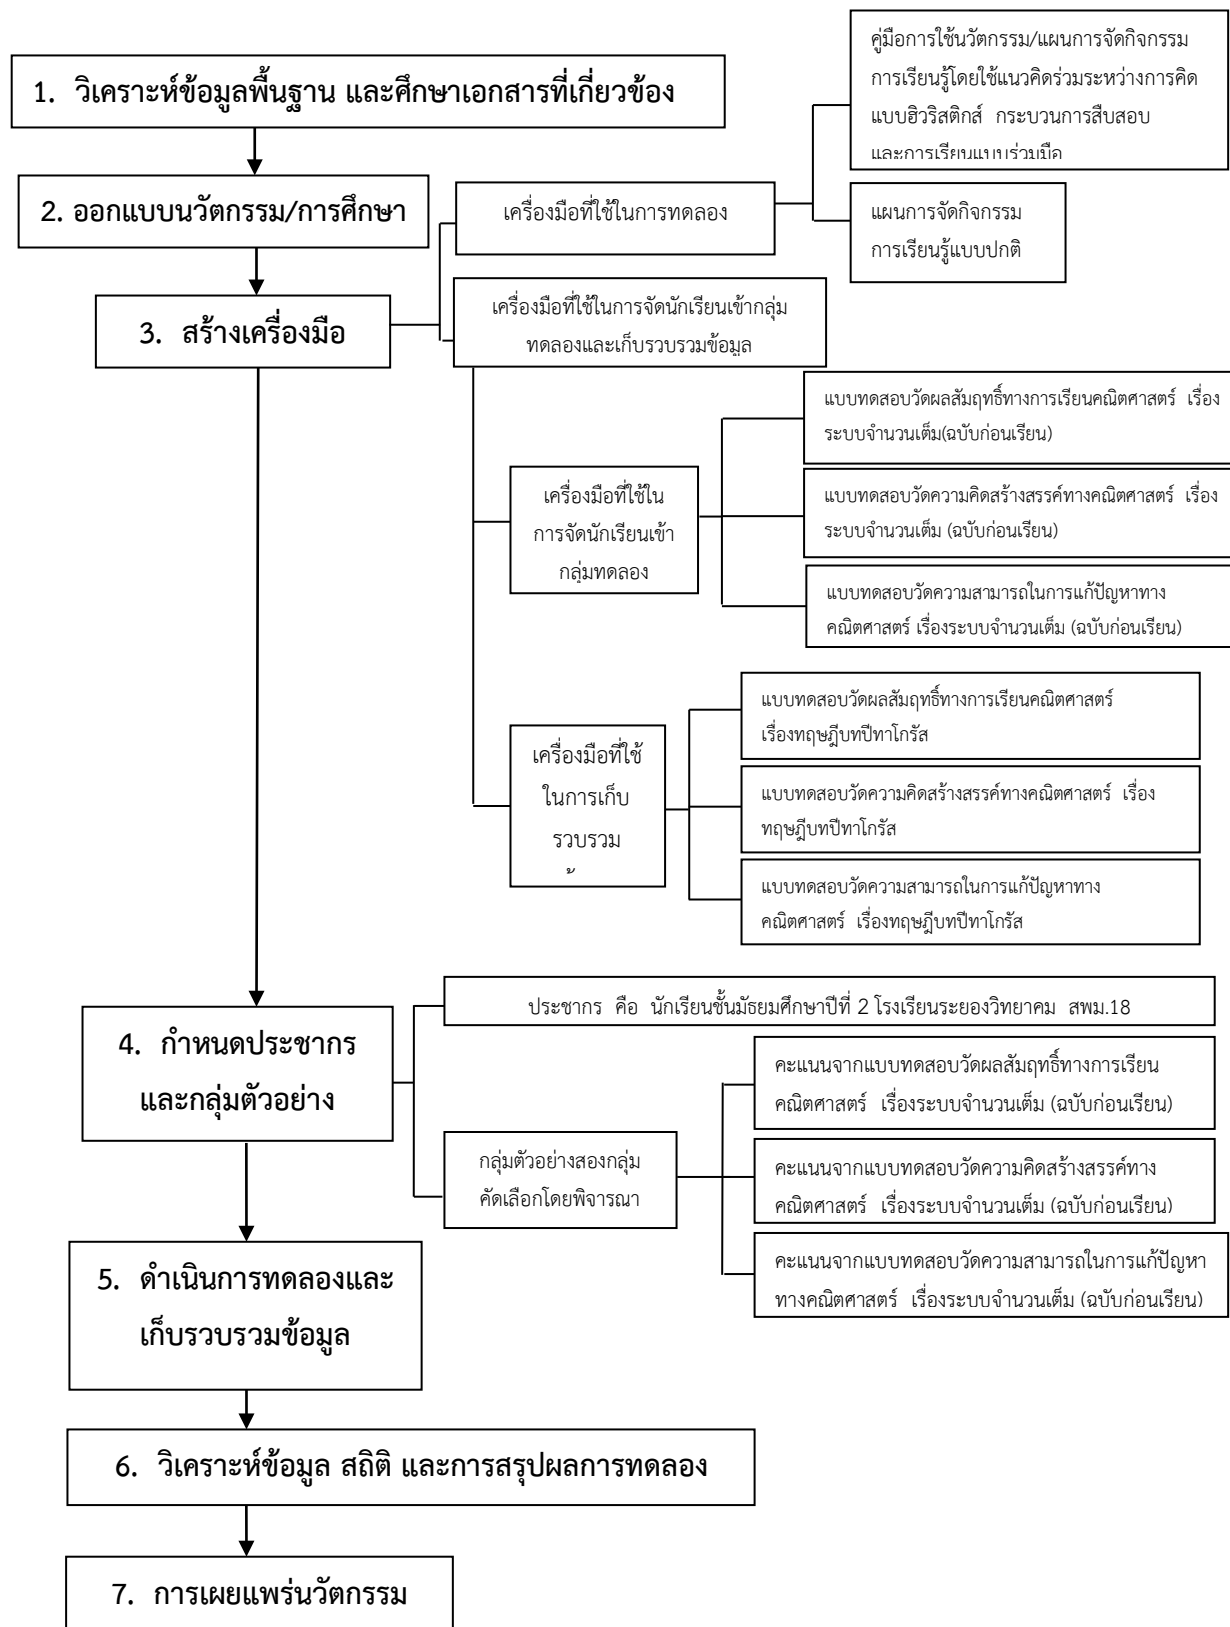 1. วิเคราะห์ข้อมูลพื้นฐาน และศึกษาเอกสารที่เกี่ยวข้อง
2. ออกแบบนวัตกรรม/การศึกษา
3. สร้างเครื่องมือ
เครื่องมือที่ใช้ในการทดลอง
คู่มือการใช้นวัตกรรม/แผนการจัดกิจกรรม
การเรียนรู้โดยใช้แนวคิดร่วมระหว่างการคิด
แบบฮิวริสติกส์ กระบวนการสืบสอบ
และการเรียนแบบร่วมมือ
แผนการจัดกิจกรรม
การเรียนรู้แบบปกติ
เครื่องมือที่ใช้ในการจัดนักเรียนเข้ากลุ่ม
ทดลองและเก็บรวบรวมข้อมูล
เครื่องมือที่ใช้ใน
การจัดนักเรียนเข้า
กลุ่มทดลอง
แบบทดสอบวัดผลสัมฤทธิ์ทางการเรียนคณิตศาสตร์ เรื่อง
ระบบจำนวนเต็ม(ฉบับก่อนเรียน)
แบบทดสอบวัดความคิดสร้างสรรค์ทางคณิตศาสตร์ เรื่อง
ระบบจำนวนเต็ม (ฉบับก่อนเรียน)
แบบทดสอบวัดความสามารถในการแก้ปัญหาทาง
คณิตศาสตร์ เรื่องระบบจำนวนเต็ม (ฉบับก่อนเรียน)
เครื่องมือที่ใช้
ในการเก็บ
รวบรวม
แบบทดสอบวัดผลสัมฤทธิ์ทางการเรียนคณิตศาสตร์
เรื่องทฤษฎีบทปีทาโกรัส
แบบทดสอบวัดความคิดสร้างสรรค์ทางคณิตศาสตร์ เรื่อง
ทฤษฎีบทปีทาโกรัส
แบบทดสอบวัดความสามารถในการแก้ปัญหาทาง
คณิตศาสตร์ เรื่องทฤษฎีบทปีทาโกรัส
4. กำหนดประชากร
และกลุ่มตัวอย่าง
ประชากร คือ นักเรียนชั้นมัธยมศึกษาปีที่ 2 โรงเรียนระยองวิทยาคม สพม.18
กลุ่มตัวอย่างสองกลุ่ม
คัดเลือกโดยพิจารณา
คะแนนจากแบบทดสอบวัดผลสัมฤทธิ์ทางการเรียน
คณิตศาสตร์ เรื่องระบบจำนวนเต็ม (ฉบับก่อนเรียน)
คะแนนจากแบบทดสอบวัดความคิดสร้างสรรค์ทาง
คณิตศาสตร์ เรื่องระบบจำนวนเต็ม (ฉบับก่อนเรียน)
คะแนนจากแบบทดสอบวัดความสามารถในการแก้ปัญหา
ทางคณิตศาสตร์ เรื่องระบบจำนวนเต็ม (ฉบับก่อนเรียน)
5. ดำเนินการทดลองและ
เก็บรวบรวมข้อมูล
6. วิเคราะห์ข้อมูล สถิติ และการสรุปผลการทดลอง
7. การเผยแพร่นวัตกรรม